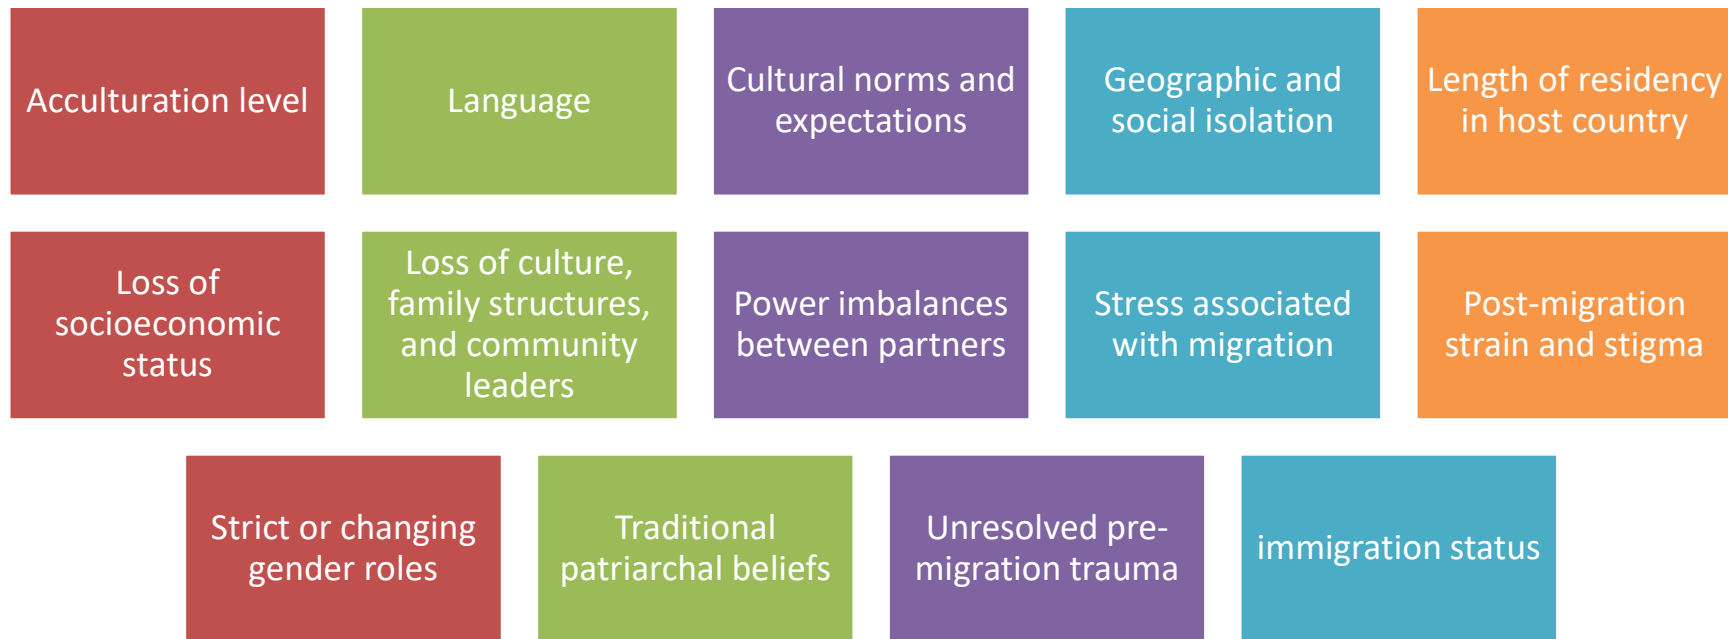 Acculturation level
Language
Cultural norms and
expectations
Geographic and
social isolation
Length of residency
in host country
Loss of
socioeconomic
status
Loss of culture,
family structures,
and community
leaders
Power imbalances
between partners
Stress associated
with migration
Post-migration
strain and stigma
Strict or changing
gender roles
Traditional
patriarchal beliefs
Unresolved pre-
migration trauma
immigration status